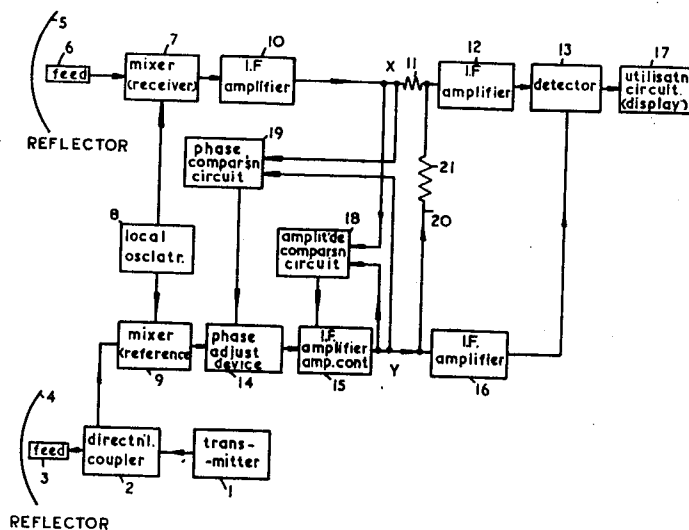 5
6
feed
REFLECTOR
7
mixer
(receiver)
10
I.F
amplifier
X
11
12
I.F
amplifier
13
detector
17
utilisatn
circuit.
(display)
19
phase
comparsn
circuit
21
20
8
local
osclatr.
18
amplit'de
comparsn
circuit
mixer
(reference)
9
phase
adjust
device
14
I.F.
amplifier
amp.cont
15
Y
I.F.
amplifier
16
4
feed
3
directn'l.
coupler
2
trans-
-mitter
1
REFLECTOR